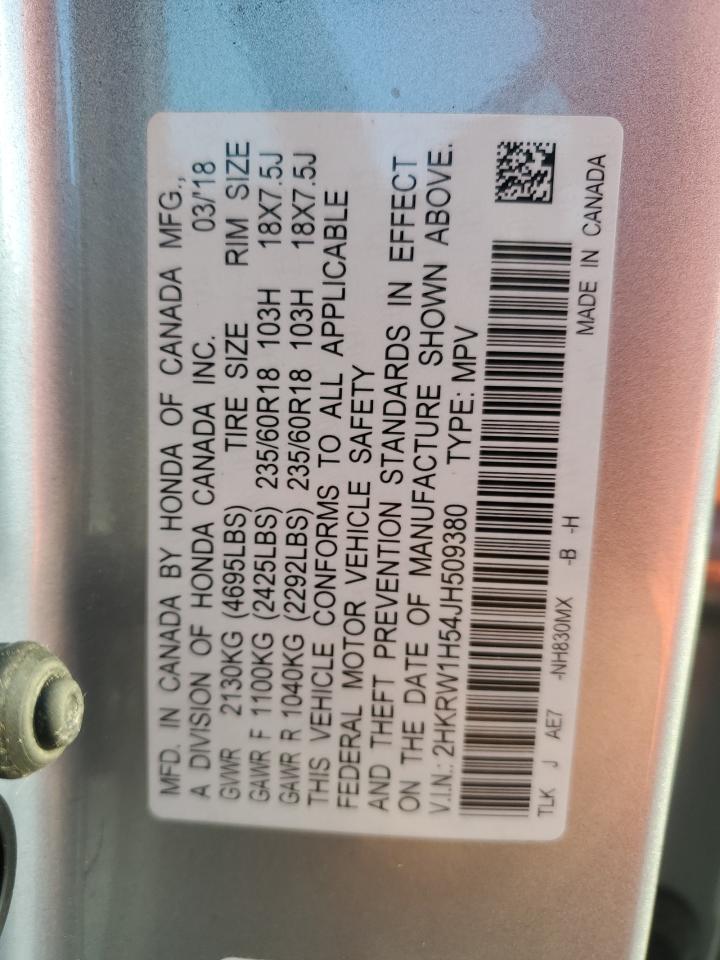 MFD. IN CANADA BY HONDA OF CANADA MFG.,
A DIVISION OF HONDA CANADA INC. 03/'18
GVWR 2130KG (4695LBS) TIRE SIZE RIM SIZE
GAWR F 1100KG (2425LBS) 235/60R18 103H 18X7.5J
GAWR R 1040KG (2292LBS) 235/60R18 103H 18X7.5J
THIS VEHICLE CONFORMS TO ALL APPLICABLE
FEDERAL MOTOR VEHICLE SAFETY
AND THEFT PREVENTION STANDARDS IN EFFECT
ON THE DATE OF MANUFACTURE SHOWN ABOVE.
V.I.N.: 2HKRW1H54JH509380 TYPE: MPV
TLK J AE7 -NH830MX -B -H MADE IN CANADA